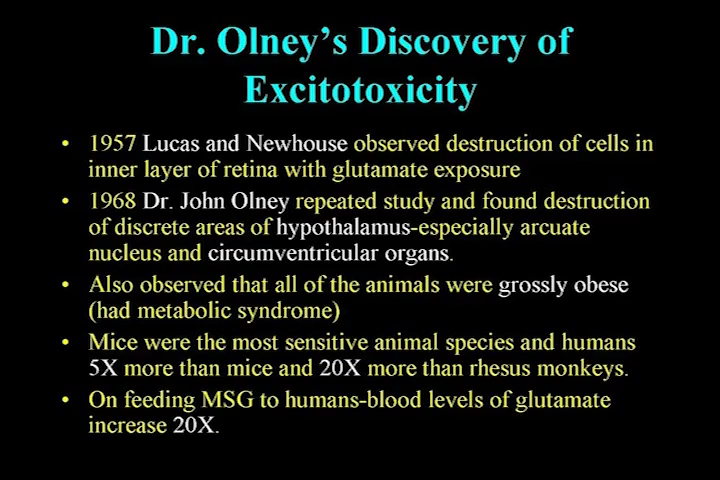 Dr. Olney's Discovery of
Excitotoxicity
• 1957 Lucas and Newhouse observed destruction of cells in
inner layer of retina with glutamate exposure
• 1968 Dr. John Olney repeated study and found destruction
of discrete areas of hypothalamus-especially arcuate
nucleus and circumventricular organs.
• Also observed that all of the animals were grossly obese
(had metabolic syndrome)
• Mice were the most sensitive animal species and humans
5X more than mice and 20X more than rhesus monkeys.
• On feeding MSG to humans-blood levels of glutamate
increase 20X.